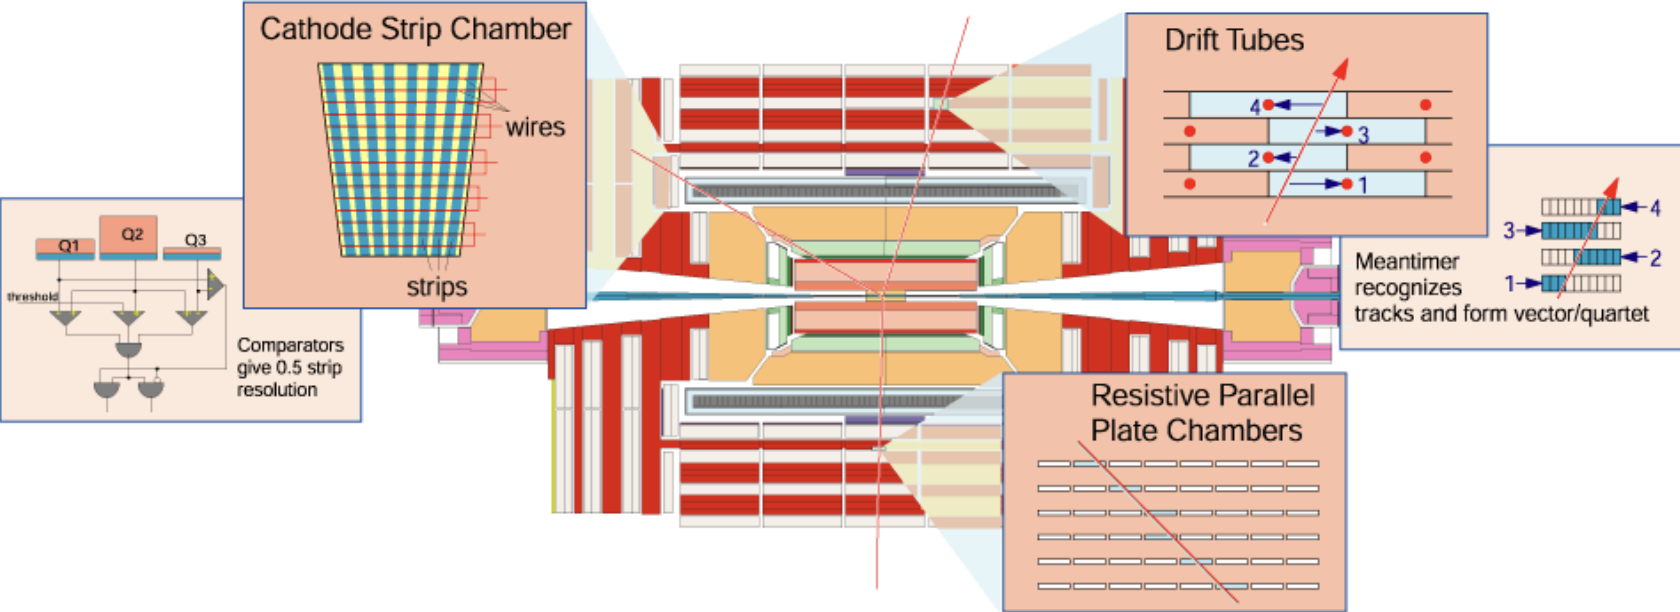 Cathode Strip Chamber
wires
strips
Q1
Q2
Q3
threshold
Comparators
give 0.5 strip
resolution
Drift Tubes
4
3
2
1
4
3
2
1
Meantimer
recognizes
tracks and form vector/quartet
Resistive Parallel
Plate Chambers